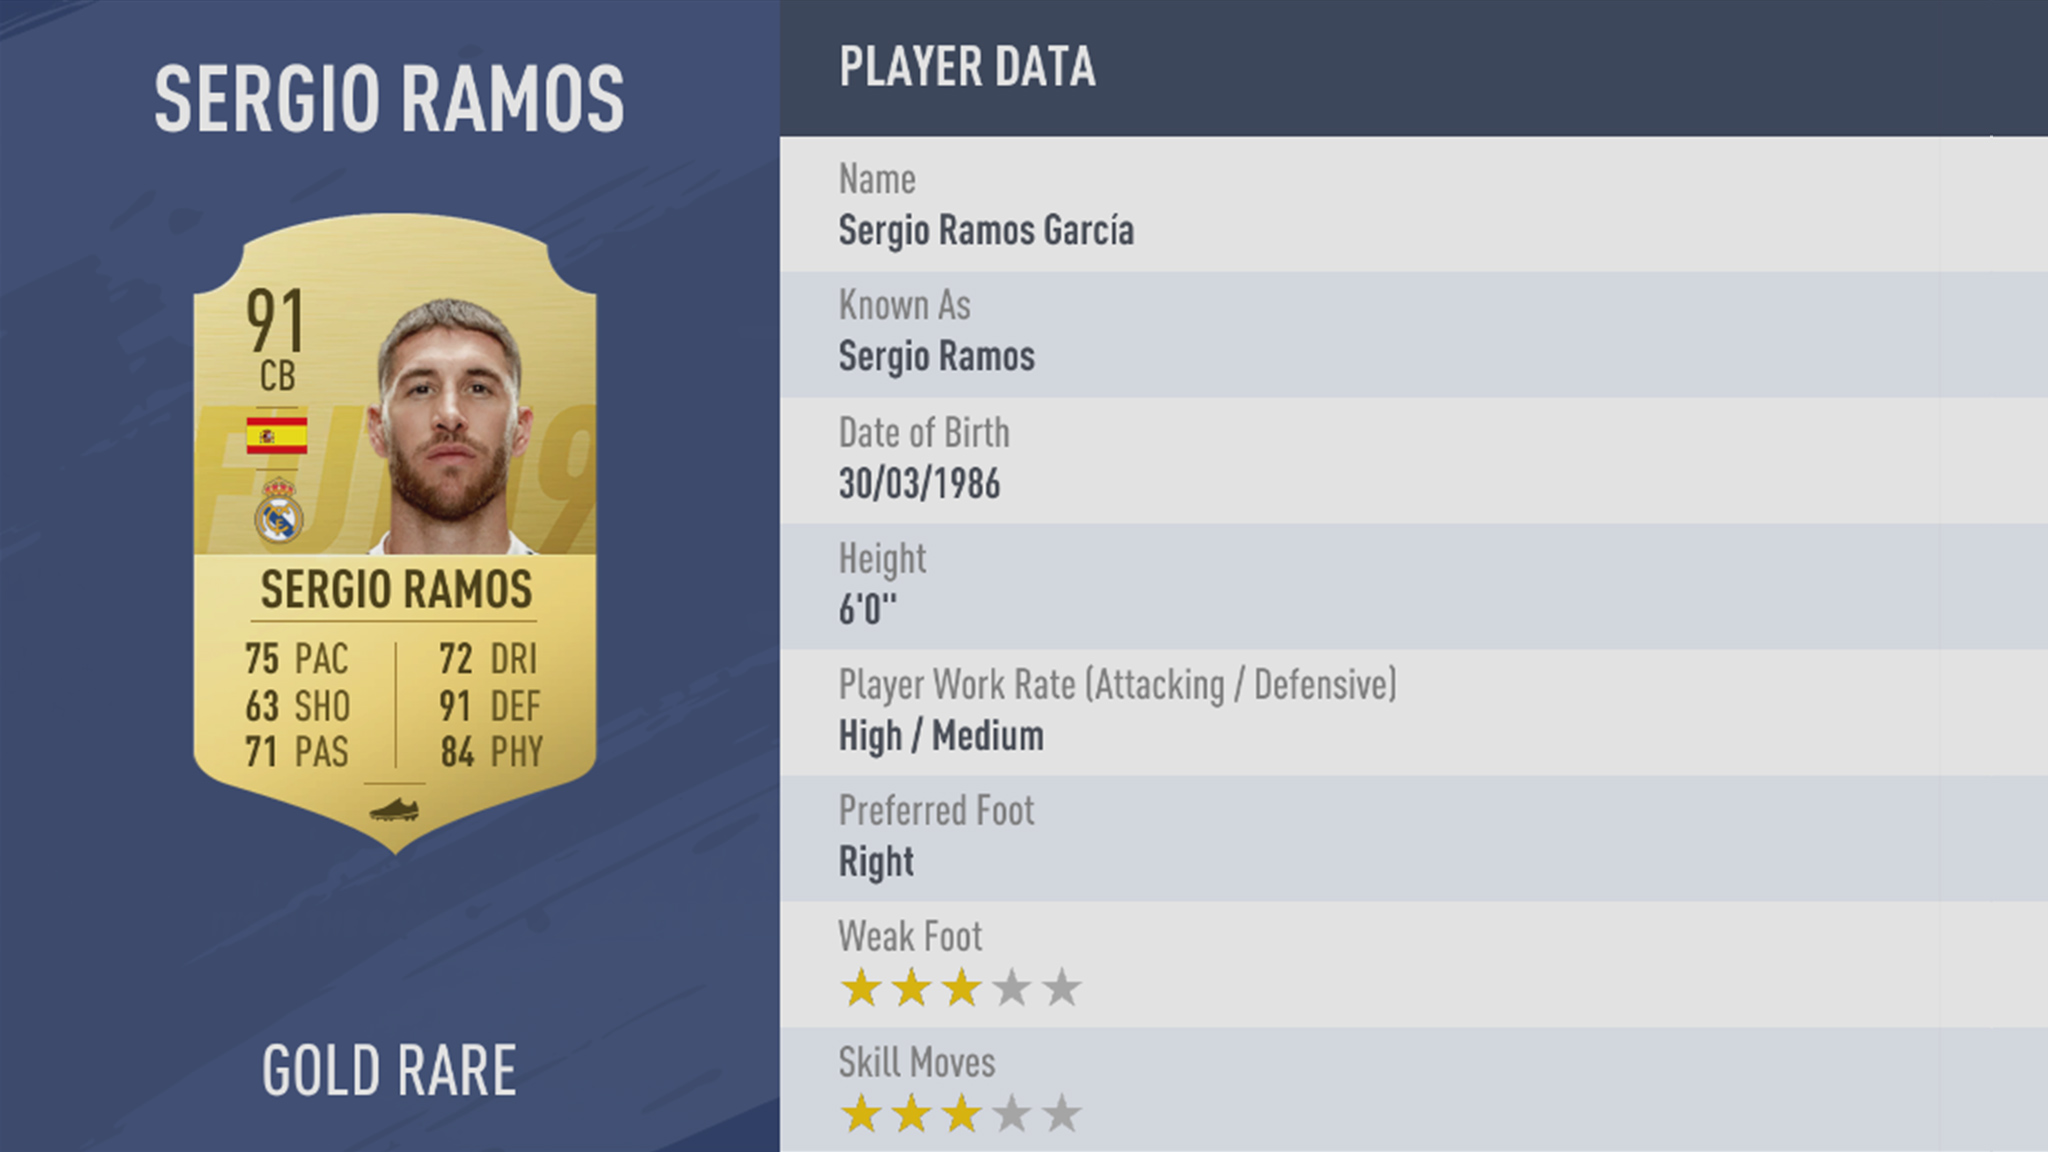 SERGIO RAMOS
91
CB
SERGIO RAMOS
75 PAC
72 DRI
63 SHO
91 DEF
71 PAS
84 PHY
GOLD RARE
PLAYER DATA
Name
Sergio Ramos García
Known As
Sergio Ramos
Date of Birth
30/03/1986
Height
6'0"
Player Work Rate (Attacking / Defensive)
High / Medium
Preferred Foot
Right
Weak Foot
Skill Moves